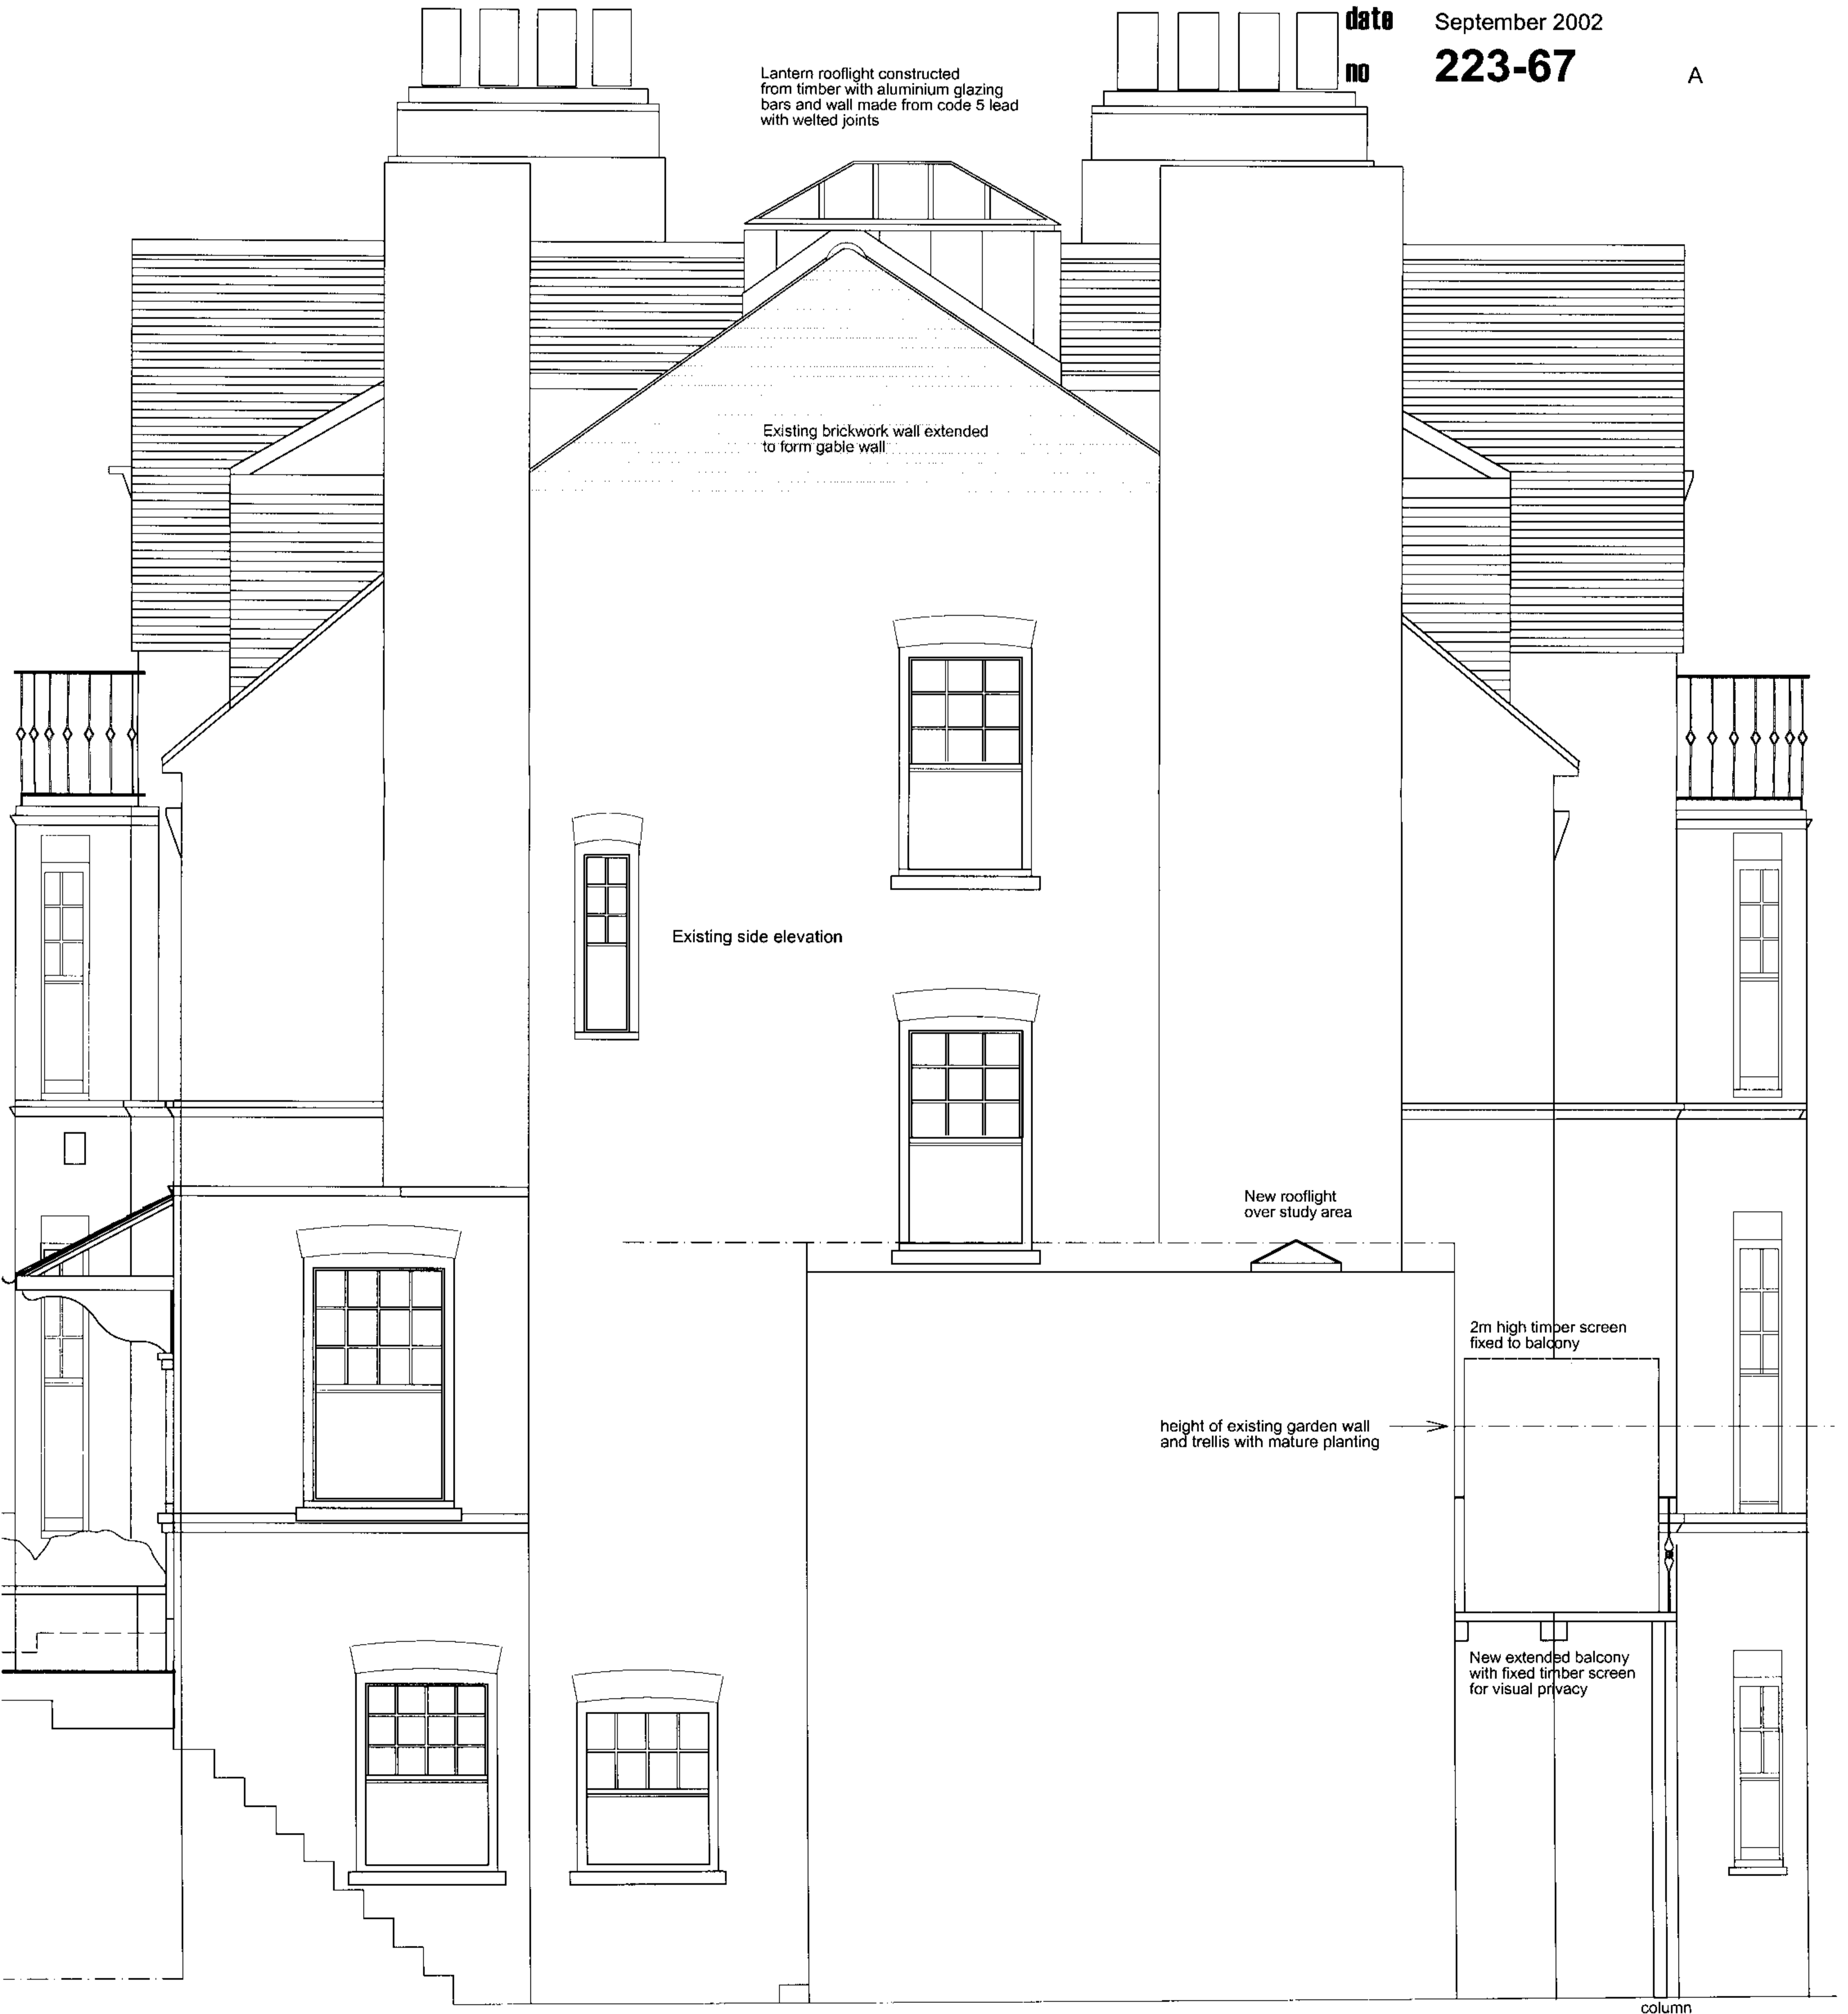 date September 2002
no 223-67 A
Lantern rooflight constructed
from timber with aluminium glazing
bars and wall made from code 5 lead
with welted joints
Existing brickwork wall extended
to form gable wall
Existing side elevation
New rooflight
over study area
2m high timber screen
fixed to balcony
height of existing garden wall
and trellis with mature planting
New extended balcony
with fixed timber screen
for visual privacy
column